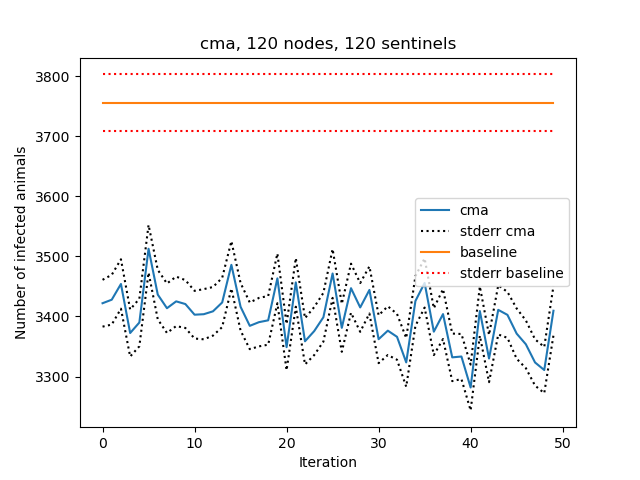 cma, 120 nodes, 120 sentinels
3800
3700
3600
3500
3400
3300
Number of infected animals
cma
stderr cma
baseline
stderr baseline
0
10
20
30
40
50
Iteration